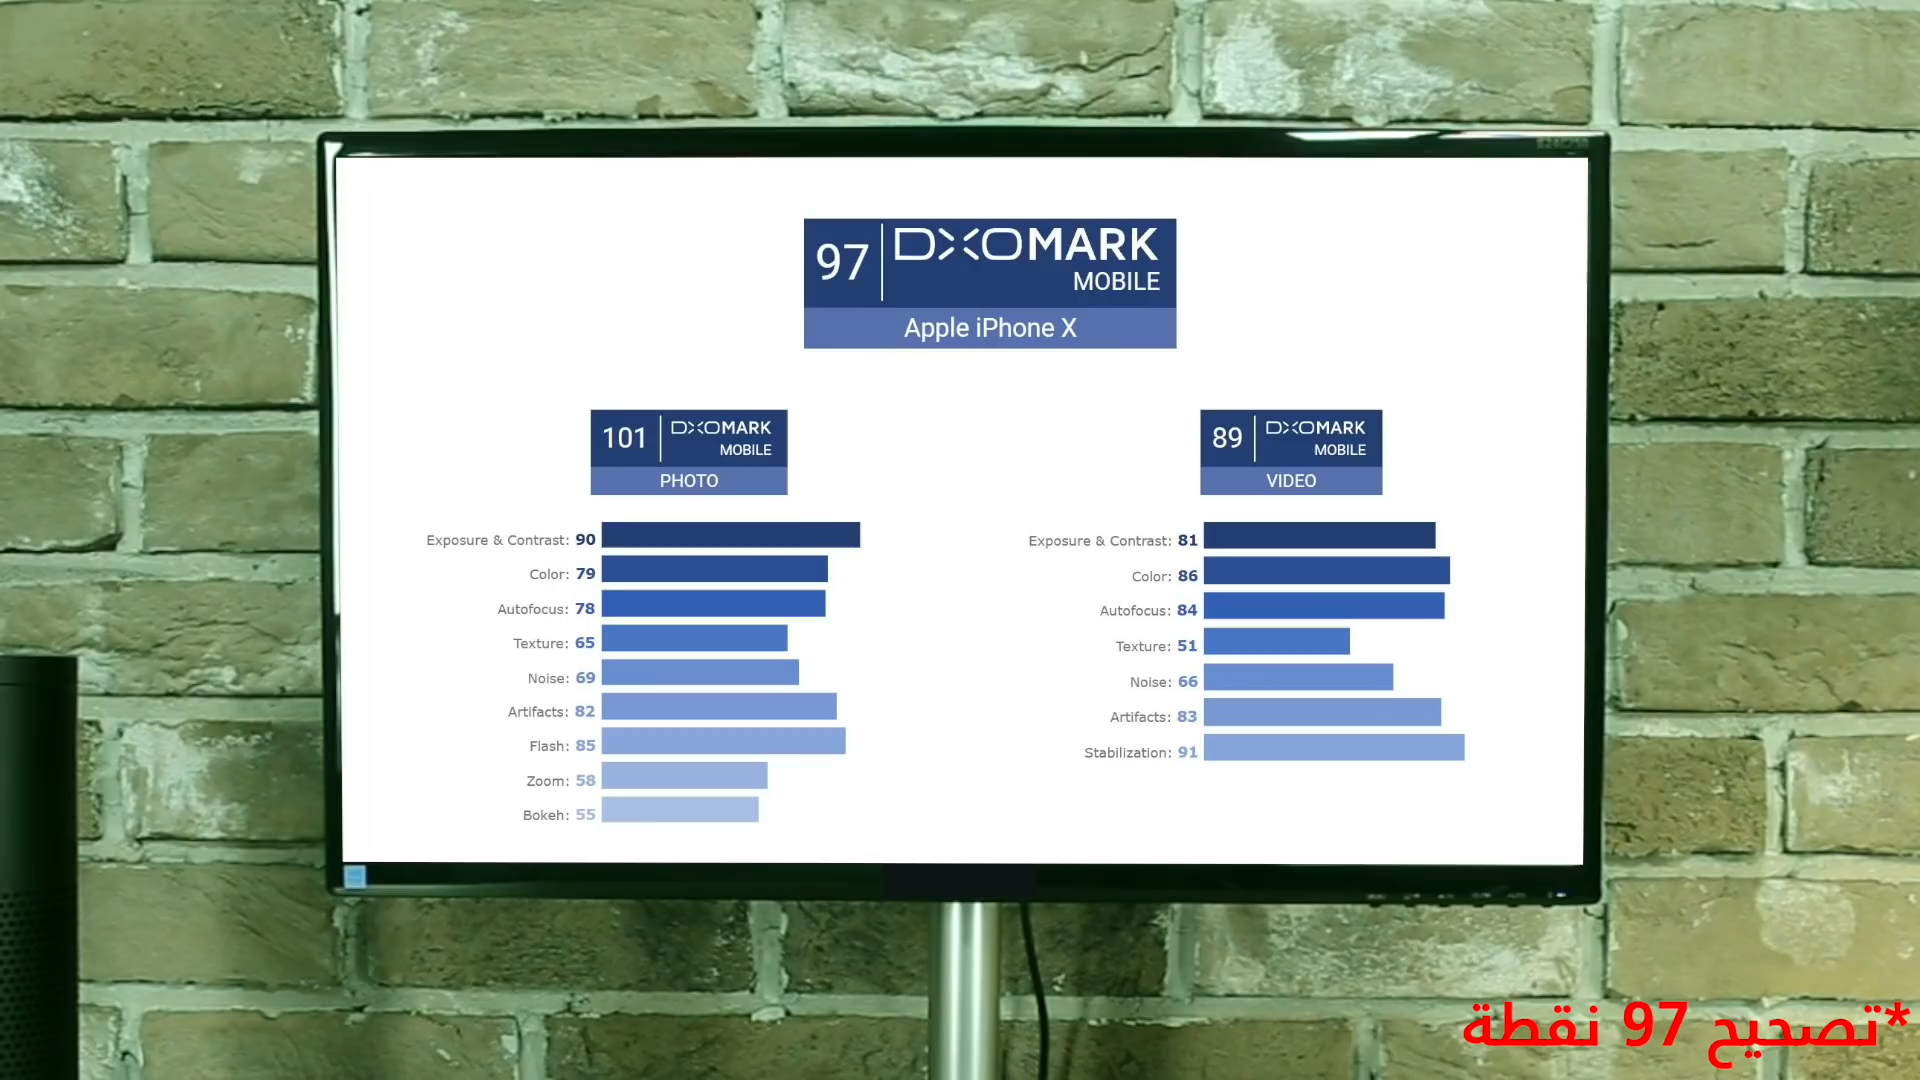 97 DXOMARK
MOBILE
Apple iPhone X
101 DXOMARK
MOBILE
PHOTO
Exposure & Contrast: 90
Color: 79
Autofocus: 78
Texture: 65
Noise: 69
Artifacts: 82
Flash: 85
Zoom: 58
Bokeh: 55
89 DXOMARK
MOBILE
VIDEO
Exposure & Contrast: 81
Color: 86
Autofocus: 84
Texture: 51
Noise: 66
Artifacts: 83
Stabilization: 91
*تصحيح 97 نقطة